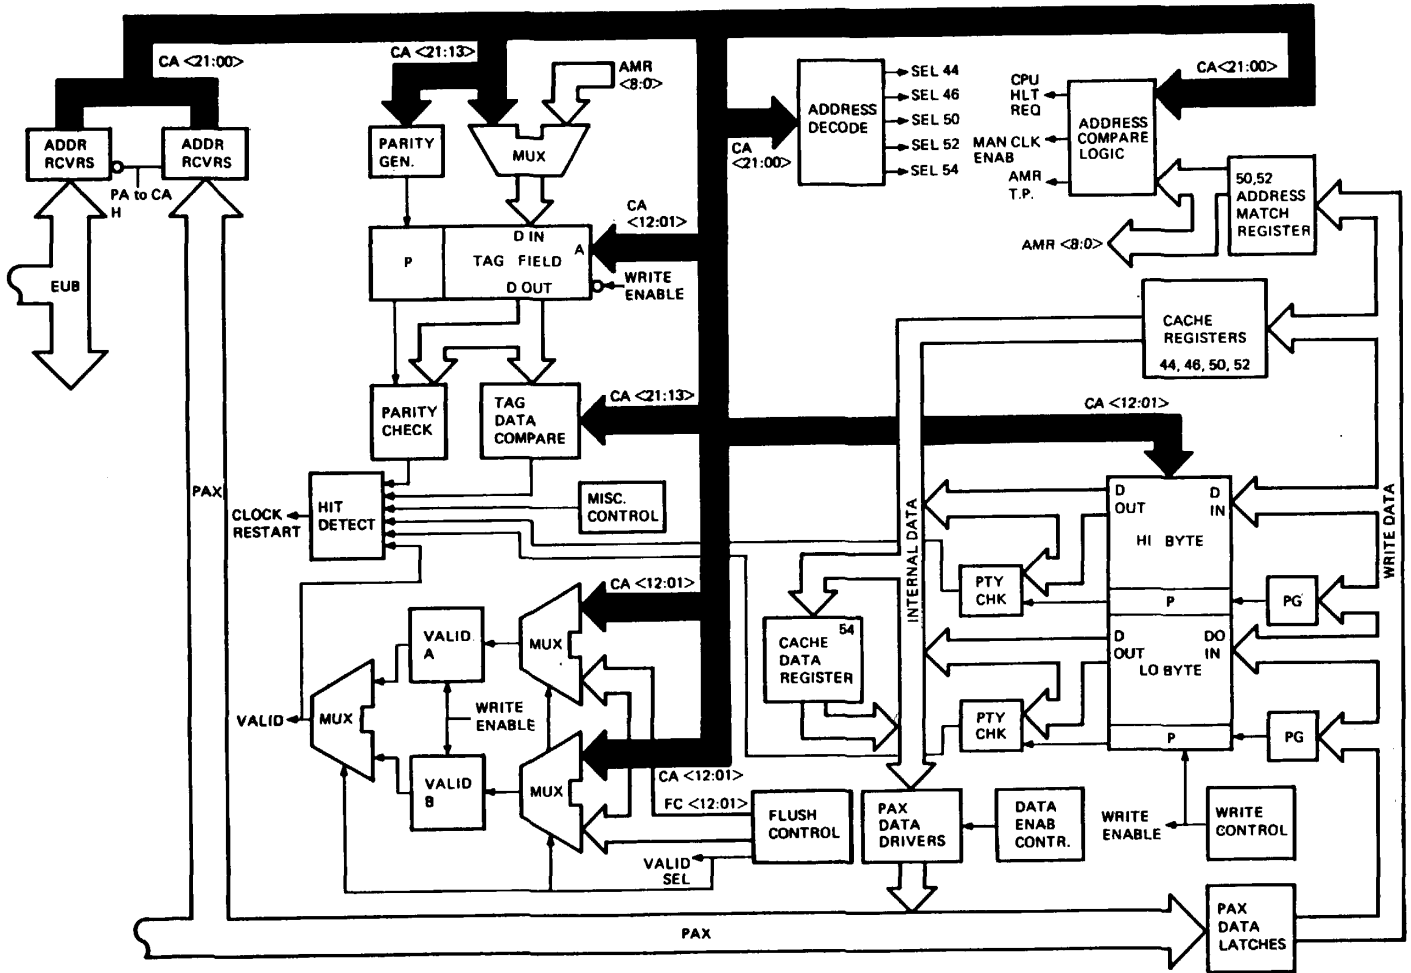 CA <21:00>
CA <21:13>
AMR
<8:0>
ADDR
RCVRS
ADDR
RCVRS
PA to CA
H
EUB
PARITY
GEN.
MUX
CA
<12:01>
P
D IN
TAG FIELD
A
D OUT
WRITE
ENABLE
CA
<21:00>
ADDRESS
DECODE
SEL 44
SEL 46
SEL 50
SEL 52
SEL 54
CPU
HLT
REQ
MAN CLK
ENAB
AMR
T.P.
ADDRESS
COMPARE
LOGIC
CA<21:00>
50,52
ADDRESS
MATCH
REGISTER
AMR <8:0>
CACHE
REGISTERS
44, 46, 50, 52
PARITY
CHECK
TAG
DATA
COMPARE
CA <21:13>
CA <12:01>
PAX
CLOCK
RESTART
HIT
DETECT
MISC.
CONTROL
INTERNAL DATA
WRITE DATA
D
OUT
D
IN
HI BYTE
PTY
CHK
P
PG
D
OUT
DO
IN
LO BYTE
PTY
CHK
P
PG
CA <12:01>
VALID
A
MUX
54
CACHE
DATA
REGISTER
VALID
MUX
WRITE
ENABLE
VALID
B
MUX
CA <12:01>
FC <12:01>
FLUSH
CONTROL
VALID
SEL
PAX
DATA
DRIVERS
DATA
ENAB
CONTR.
WRITE
ENABLE
WRITE
CONTROL
PAX
PAX
DATA
LATCHES